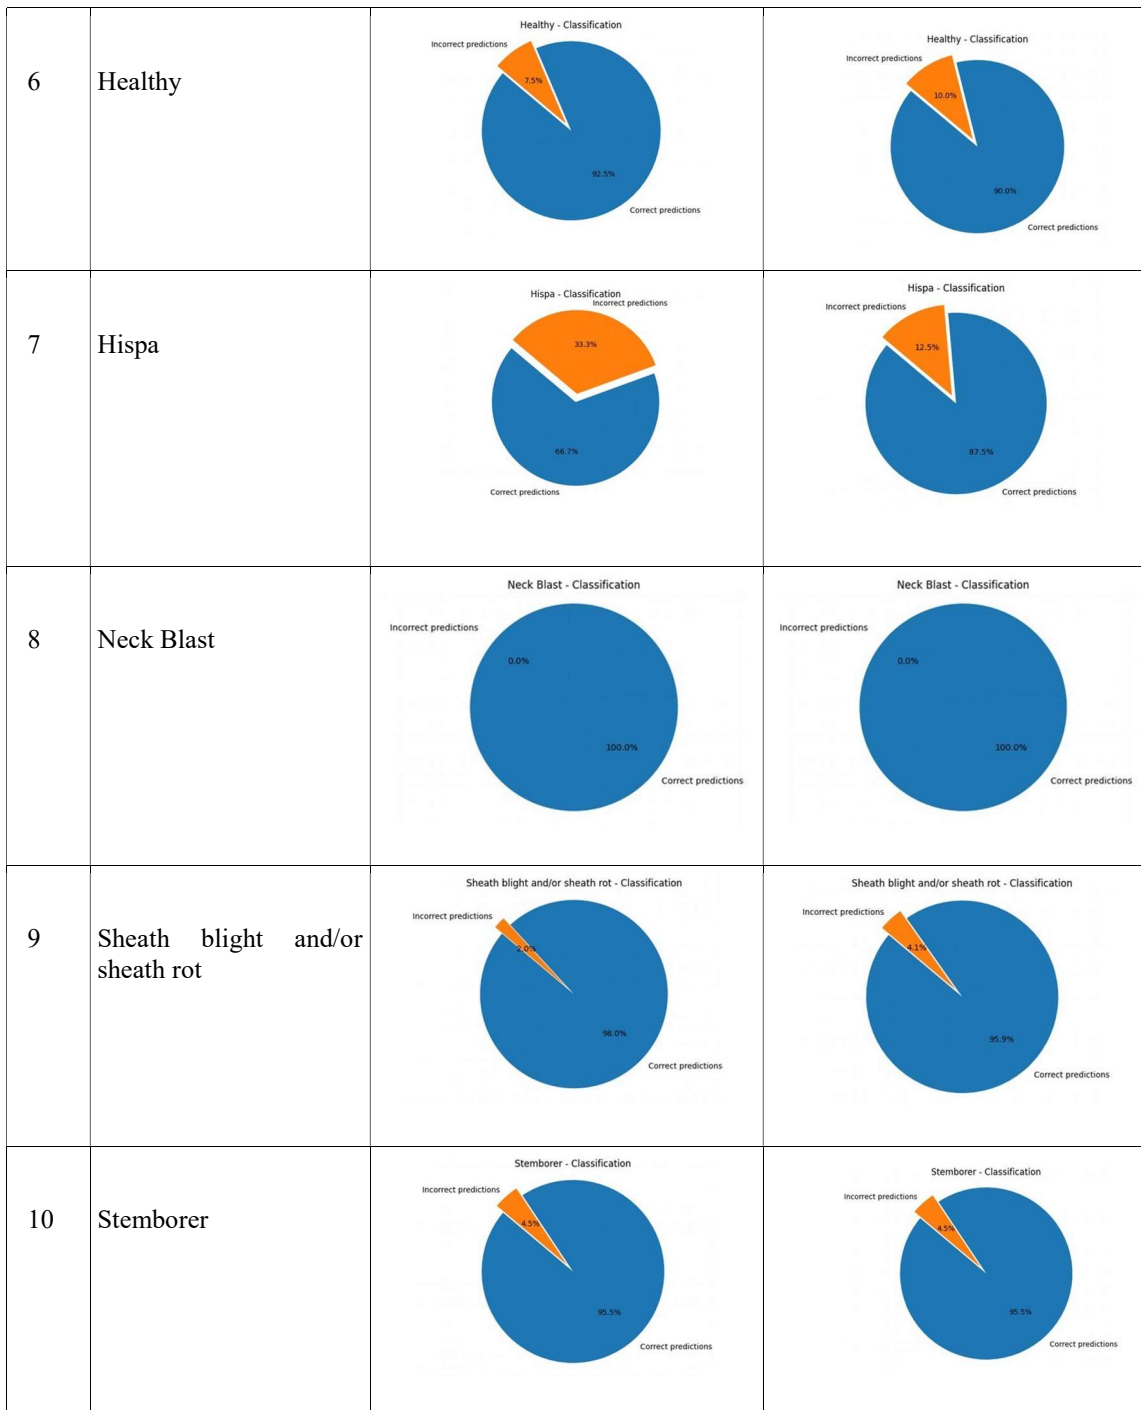 6
Healthy
Healthy - Classification
Incorrect predictions
7.5%
92.5%
Correct predictions
Healthy - Classification
Incorrect predictions
10.0%
90.0%
Correct predictions
7
Hispa
Hispa - Classification
Incorrect predictions
33.3%
66.7%
Correct predictions
Hispa - Classification
Incorrect predictions
12.5%
87.5%
Correct predictions
8
Neck Blast
Neck Blast - Classification
Incorrect predictions
0.0%
100.0%
Correct predictions
Neck Blast - Classification
Incorrect predictions
0.0%
100.0%
Correct predictions
9
Sheath blight and/or
sheath rot
Sheath blight and/or sheath rot - Classification
Incorrect predictions
2.0%
98.0%
Correct predictions
Sheath blight and/or sheath rot - Classification
Incorrect predictions
4.1%
95.9%
Correct predictions
10
Stemborer
Stemborer - Classification
Incorrect predictions
4.5%
95.5%
Correct predictions
Stemborer - Classification
Incorrect predictions
4.5%
95.5%
Correct predictions